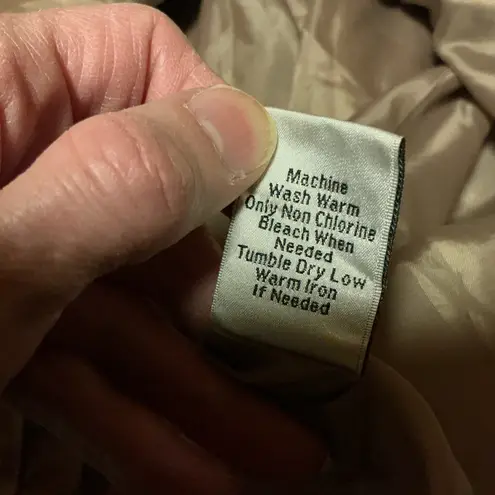 Machine
Wash Warm
Only Non Chlorine
Bleach When
Needed
Tumble Dry Low
Warm Iron
If Needed